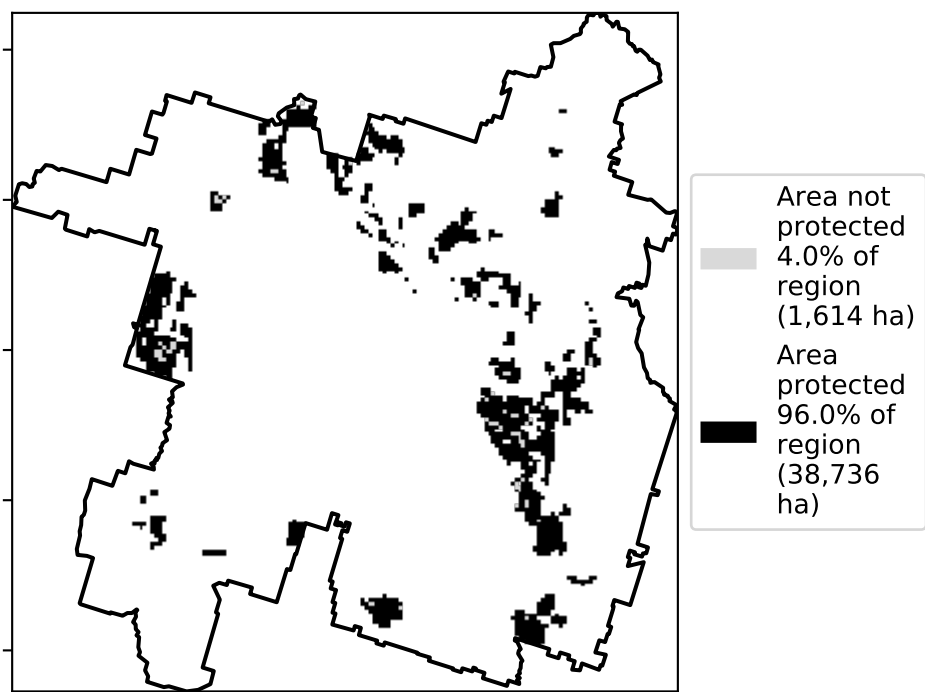 Area not
protected
4.0% of
region
(1,614 ha)
Area
protected
96.0% of
region
(38,736
ha)